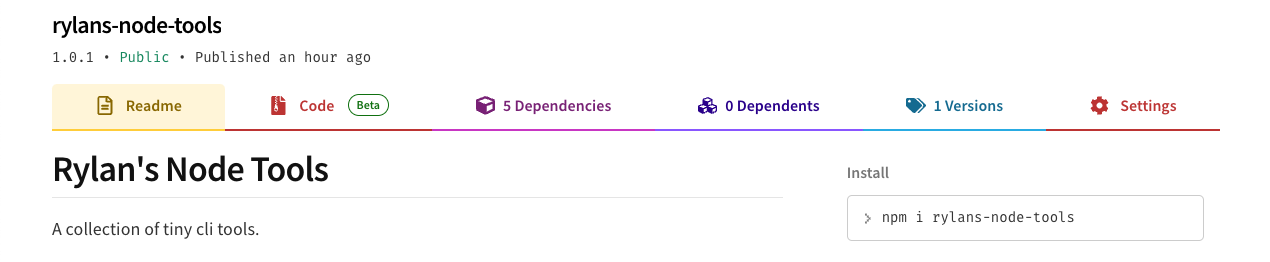 rylans-node-tools
1.0.1 • Public • Published an hour ago
Readme
Code Beta
5 Dependencies
0 Dependents
1 Versions
Settings
Rylan's Node Tools
A collection of tiny cli tools.
Install
npm i rylans-node-tools